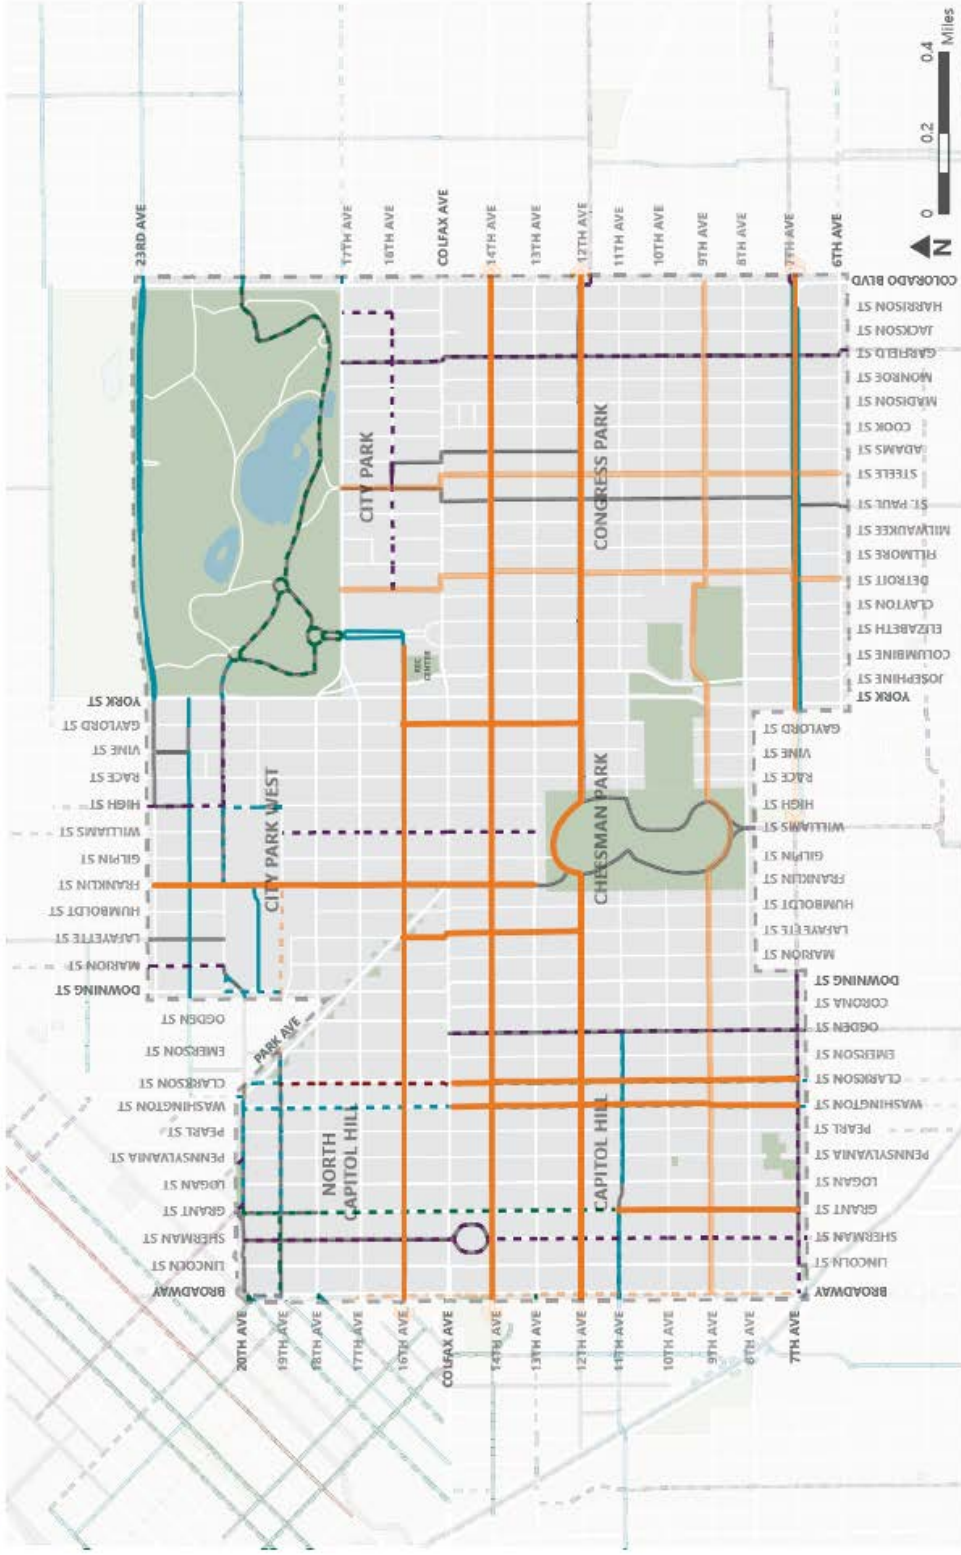 23RD AVE
17TH AVE
16TH AVE
COLFAX AVE
14TH AVE
13TH AVE
12TH AVE
11TH AVE
10TH AVE
9TH AVE
8TH AVE
7TH AVE
6TH AVE
0
0.2
0.4
Miles
N
COLORADO BLVD
HARRISON ST
JACKSON ST
GARFIELD ST
MONROE ST
MADISON ST
COOK ST
ADAMS ST
STEELE ST
ST. PAUL ST
MILWAUKEE ST
FILLMORE ST
DETROIT ST
CLAYTON ST
ELIZABETH ST
COLUMBINE ST
JOSEPHINE ST
YORK ST
CITY PARK
CONGRESS PARK
REC
CENTER
YORK ST
GAYLORD ST
VINE ST
RACE ST
HIGH ST
WILLIAMS ST
GILPIN ST
FRANKLIN ST
HUMBOLDT ST
LAFAYETTE ST
MARION ST
DOWNING ST
OGDEN ST
EMERSON ST
CLARKSON ST
WASHINGTON ST
PEARL ST
PENNSYLVANIA ST
LOGAN ST
GRANT ST
SHERMAN ST
LINCOLN ST
BROADWAY
CITY PARK WEST
CHEESMAN PARK
PARK AVE
NORTH
CAPITOL HILL
CAPITOL HILL
GAYLORD ST
VINE ST
RACE ST
HIGH ST
WILLIAMS ST
GILPIN ST
FRANKLIN ST
HUMBOLDT ST
LAFAYETTE ST
MARION ST
DOWNING ST
CORONA ST
OGDEN ST
EMERSON ST
CLARKSON ST
WASHINGTON ST
PEARL ST
PENNSYLVANIA ST
LOGAN ST
GRANT ST
SHERMAN ST
LINCOLN ST
BROADWAY
20TH AVE
19TH AVE
18TH AVE
17TH AVE
16TH AVE
COLFAX AVE
14TH AVE
13TH AVE
12TH AVE
11TH AVE
10TH AVE
9TH AVE
8TH AVE
7TH AVE